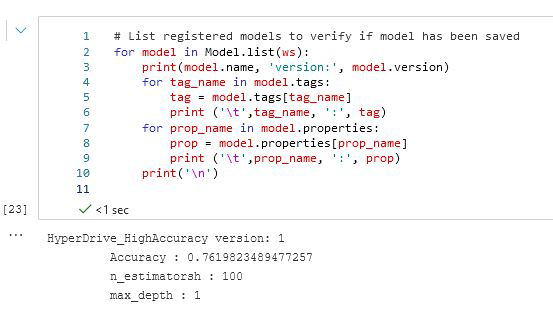 1 # List registered models to verify if model has been saved
2 for model in Model.list(ws):
3     print(model.name, 'version:', model.version)
4     for tag_name in model.tags:
5         tag = model.tags[tag_name]
6         print ('\t',tag_name, ':', tag)
7     for prop_name in model.properties:
8         prop = model.properties[prop_name]
9         print ('\t',prop_name, ':', prop)
10     print('\n')
11
[23] <1 sec
HyperDrive_HighAccuracy version: 1
Accuracy : 0.7619823489477257
n_estimatorsh : 100
max_depth : 1